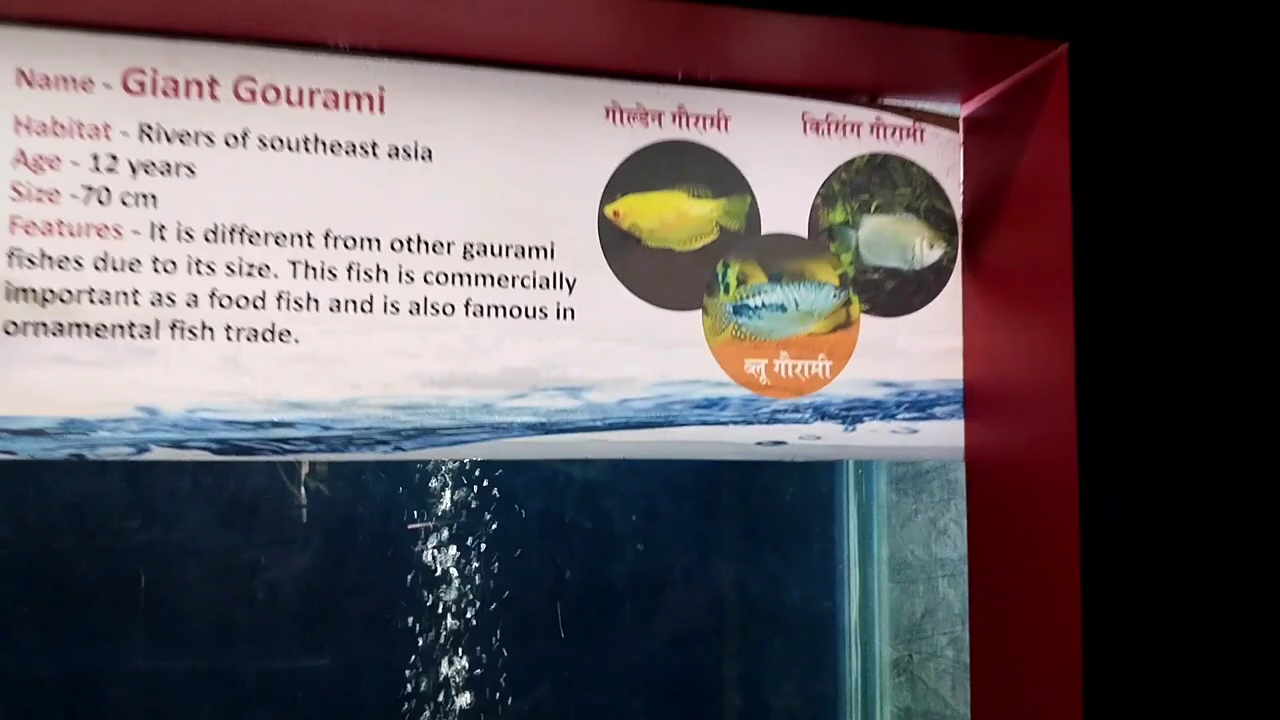 Name - Giant Gourami
Habitat - Rivers of southeast asia
Age - 12 years
Size -70 cm
Features - It is different from other gaurami
fishes due to its size. This fish is commercially
important as a food fish and is also famous in
ornamental fish trade.
गोल्डेन गौरामी
किसिंग गौरामी
ब्लू गौरामी